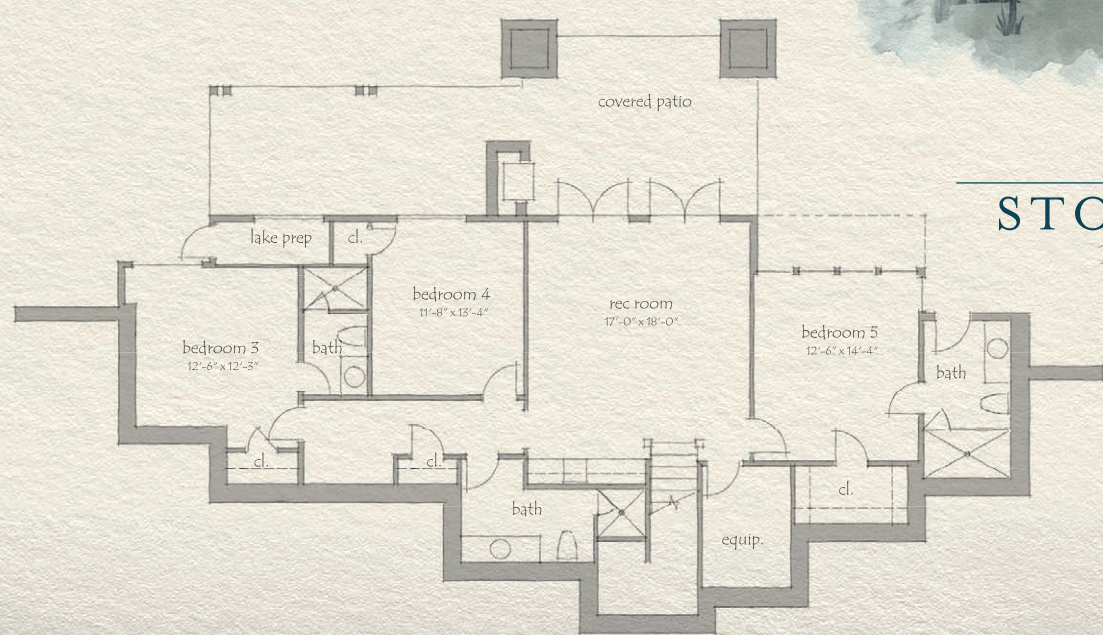 covered patio
STO
lake prep
cl.
bedroom 4
11'-8" x 13'-4"
rec room
17'-0" x 18'-0"
bedroom 3
12'-6" x 12'-3"
bath
bedroom 5
12'-6" x 14'-4"
bath
cl.
cl.
bath
cl.
equip.